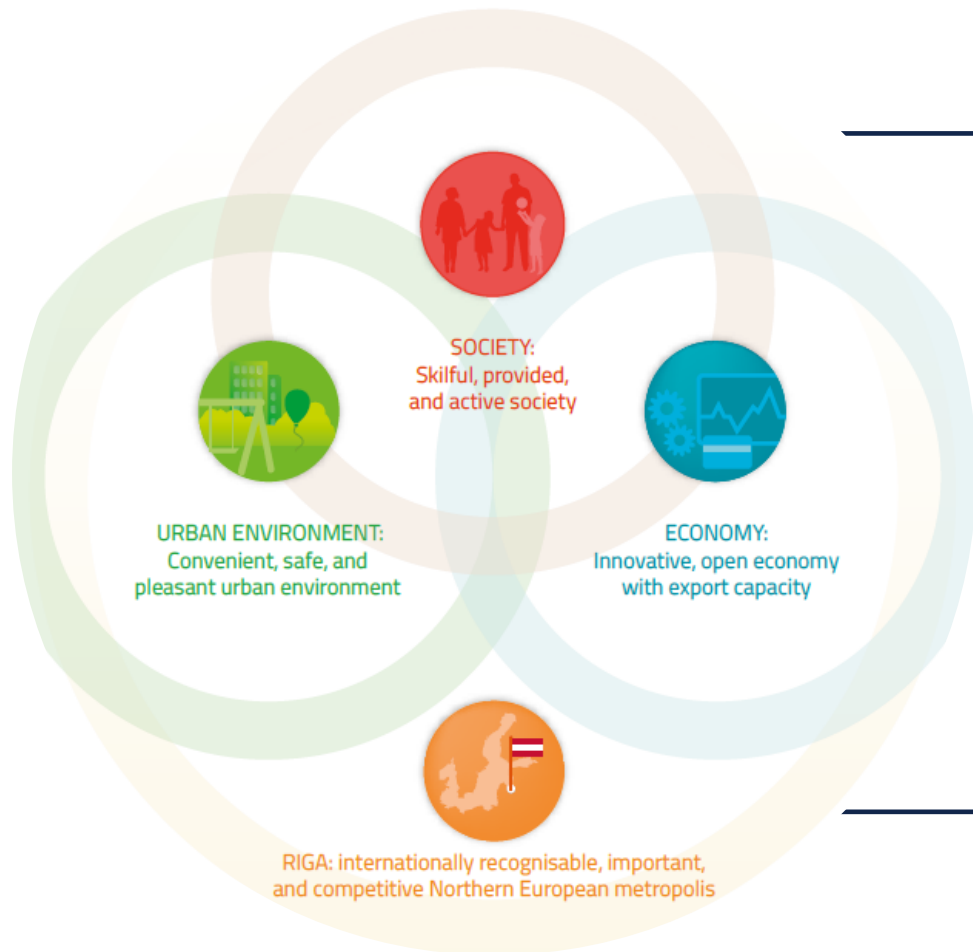 SOCIETY:
Skilful, provided,
and active society
URBAN ENVIRONMENT:
Convenient, safe, and
pleasant urban environment
ECONOMY:
Innovative, open economy
with export capacity
RIGA: internationally recognisable, important,
and competitive Northern European metropolis